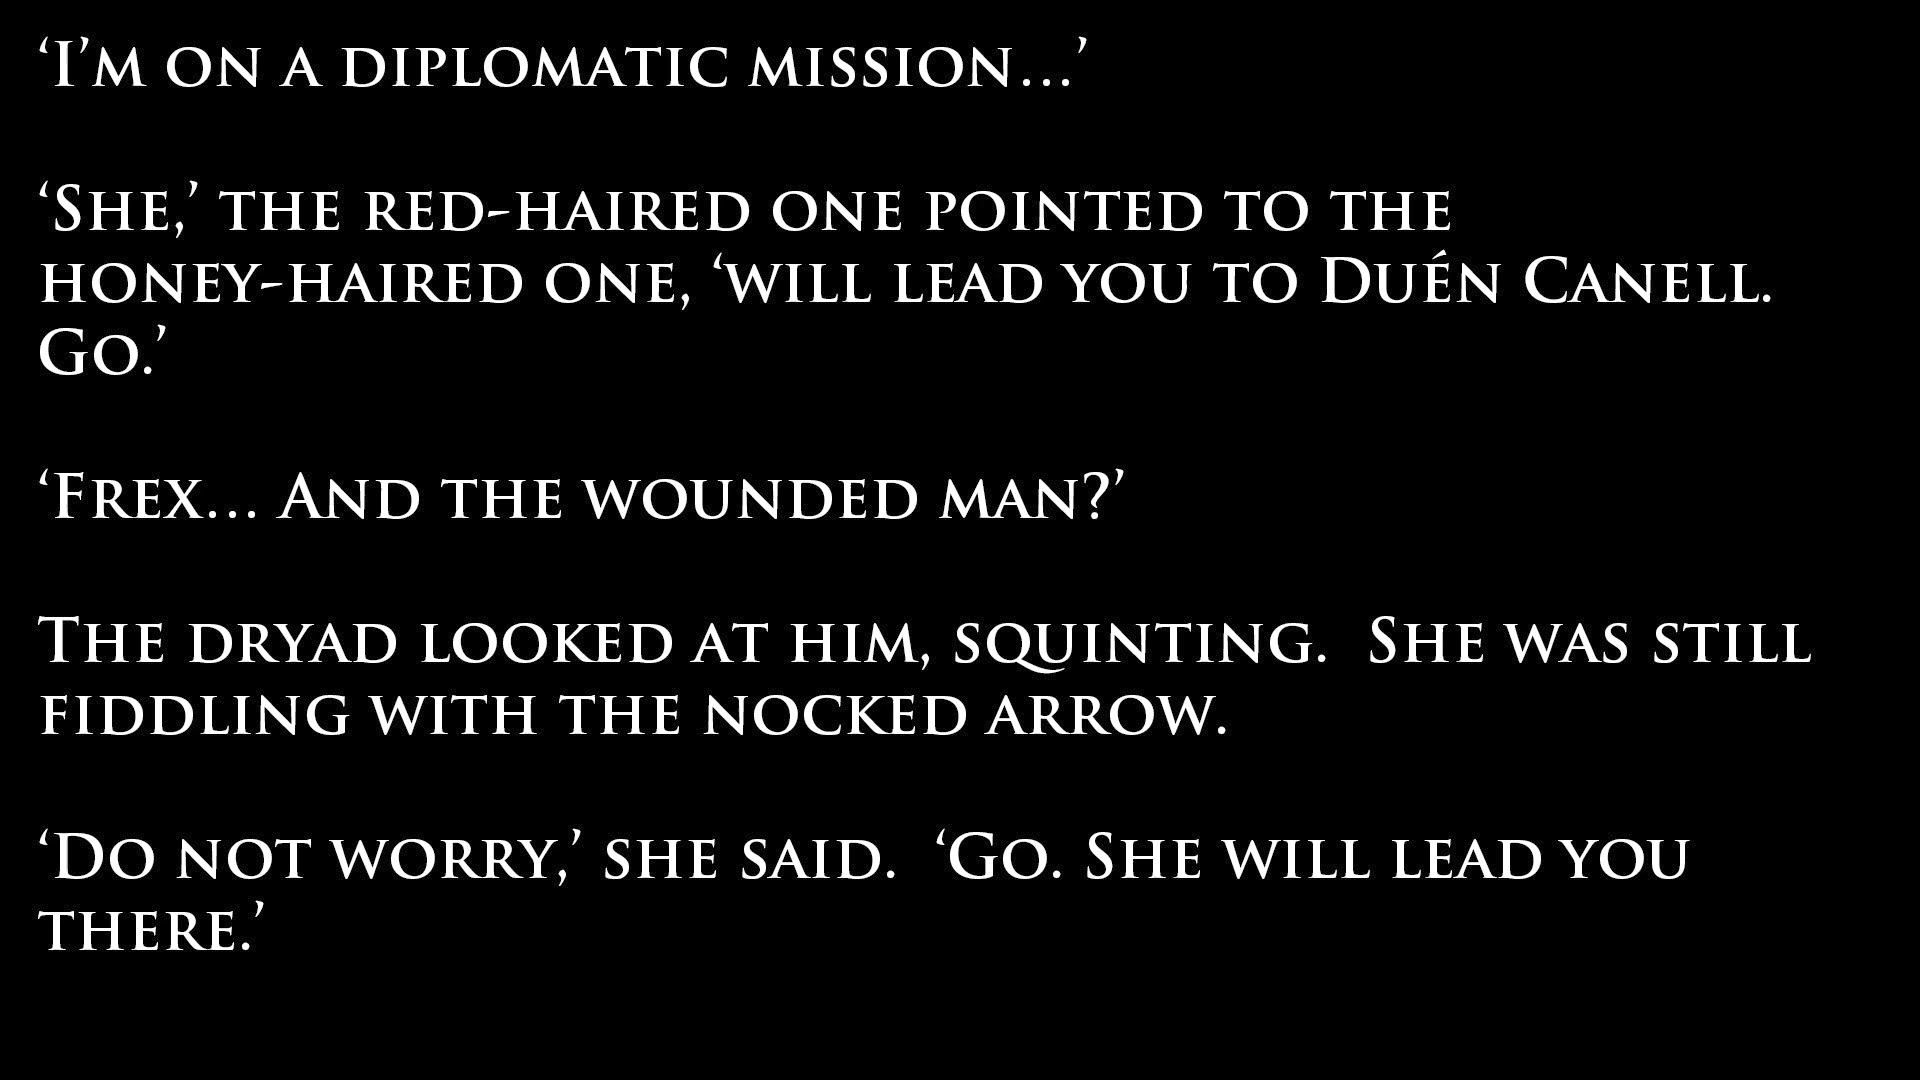 ‘I’m on a diplomatic mission…’
‘She,’ the red-haired one pointed to the
honey-haired one, ‘will lead you to Duén Canell.
Go.’
‘Frex… And the wounded man?’
The dryad looked at him, squinting.  She was still
fiddling with the nocked arrow.
‘Do not worry,’ she said.  ‘Go. She will lead you
there.’